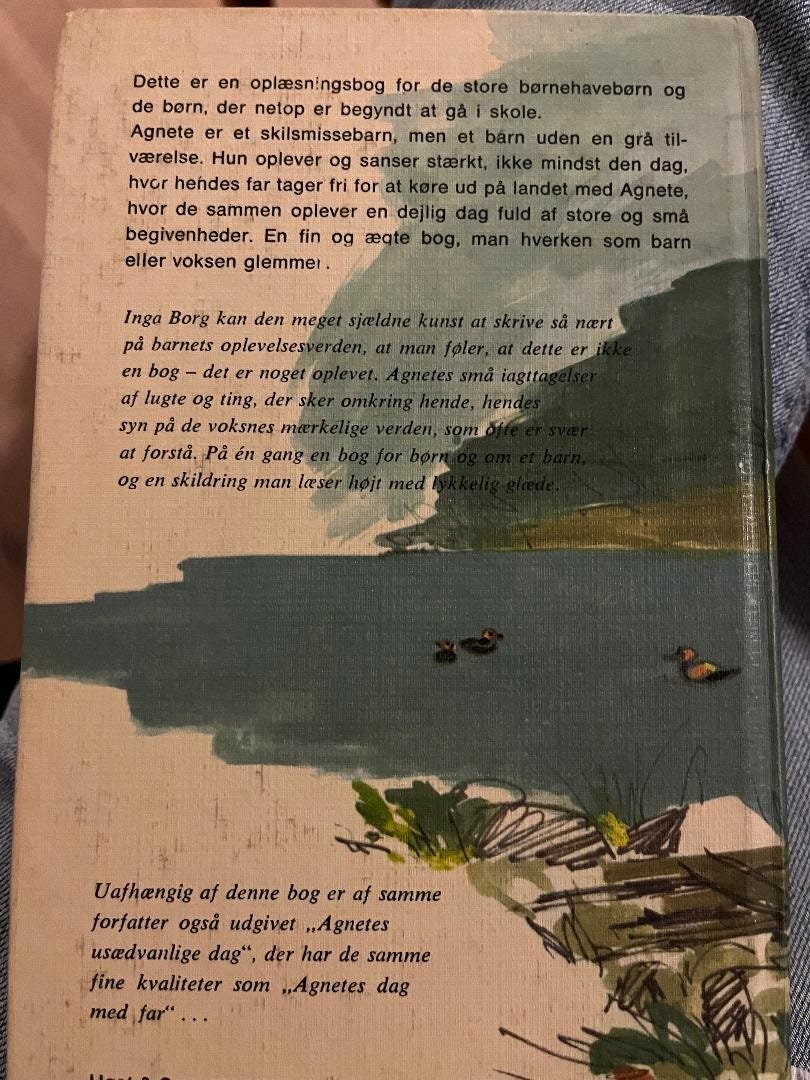 Dette er en oplæsningsbog for de store børnehavebørn og
de børn, der netop er begyndt at gå i skole.
Agnete er et skilsmissebarn, men et barn uden en grå til-
værelse. Hun oplever og sanser stærkt, ikke mindst den dag,
hvor hendes far tager fri for at køre ud på landet med Agnete,
hvor de sammen oplever en dejlig dag fuld af store og små
begivenheder. En fin og ægte bog, man hverken som barn
eller voksen glemmer.
Inga Borg kan den meget sjældne kunst at skrive så nært
på barnets oplevelsesverden, at man føler, at dette er ikke
en bog – det er noget oplevet. Agnetes små iagttagelser
af lugte og ting, der sker omkring hende, hendes
syn på de voksnes mærkelige verden, som ofte er svær
at forstå. På én gang en bog for børn og om et barn,
og en skildring man læser højt med lykkelig glæde.
Uafhængig af denne bog er af samme
forfatter også udgivet „Agnetes
usædvanlige dag“, der har de samme
fine kvaliteter som „Agnetes dag
med far“ ...